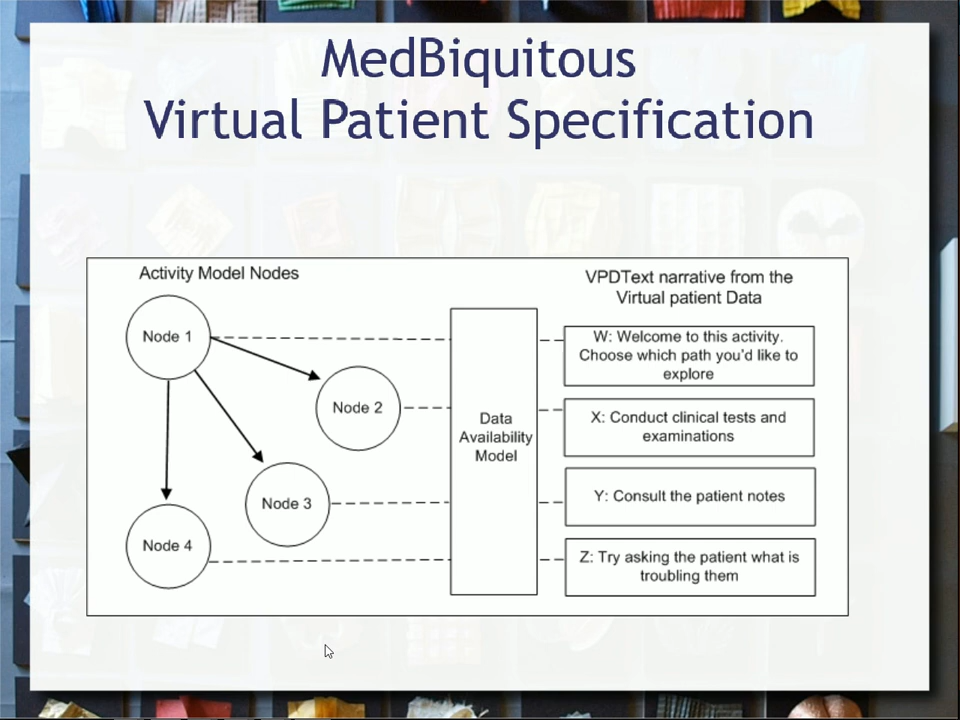 MedBiquitous
Virtual Patient Specification
Activity Model Nodes
VPDText narrative from the
Virtual patient Data
Node 1
Node 2
Node 3
Node 4
Data
Availability
Model
W: Welcome to this activity.
Choose which path you'd like to
explore
X: Conduct clinical tests and
examinations
Y: Consult the patient notes
Z: Try asking the patient what is
troubling them